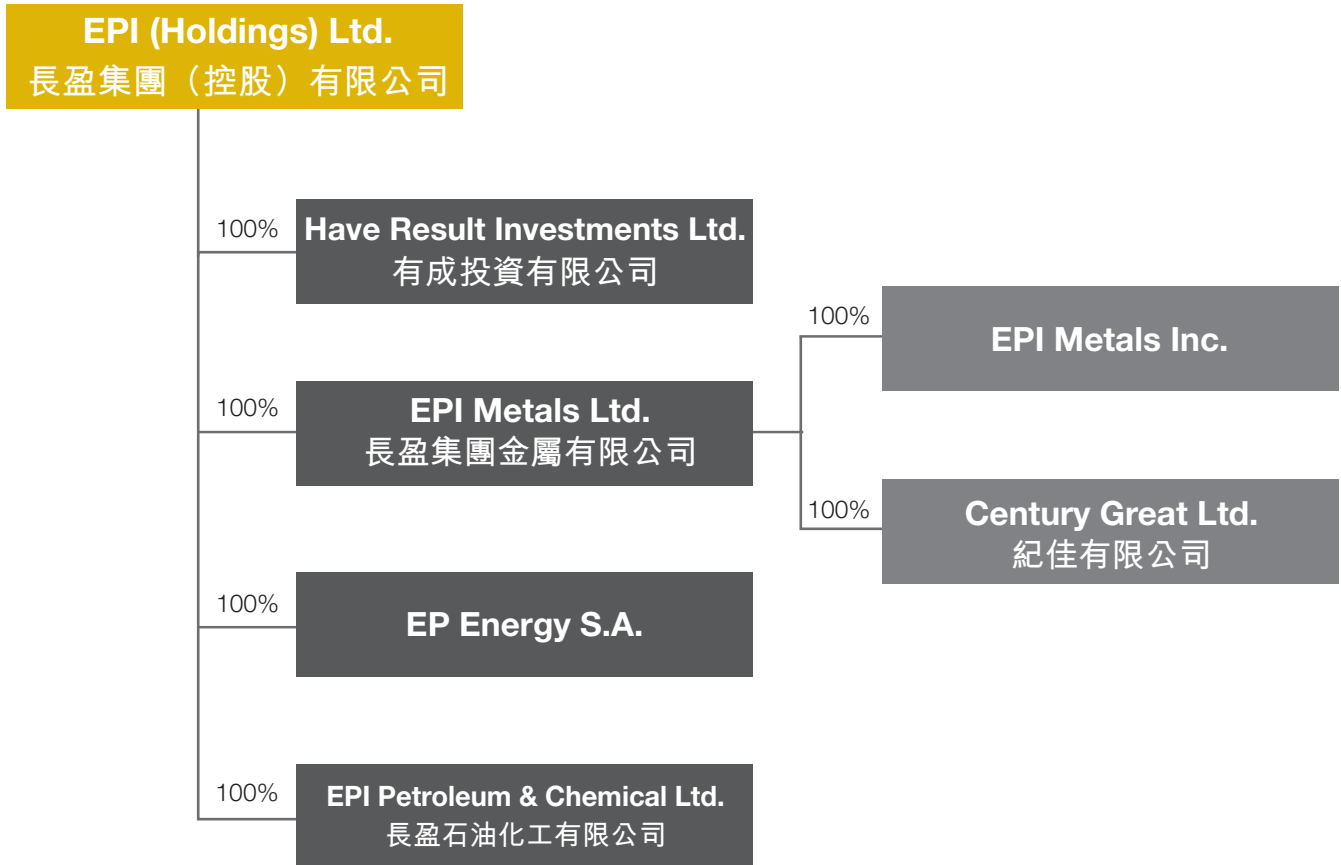 EPI (Holdings) Ltd.
長盈集團（控股）有限公司
100%
Have Result Investments Ltd.
有成投資有限公司
100%
EPI Metals Ltd.
長盈集團金屬有限公司
100%
EPI Metals Inc.
100%
Century Great Ltd.
紀佳有限公司
100%
EP Energy S.A.
100%
EPI Petroleum & Chemical Ltd.
長盈石油化工有限公司